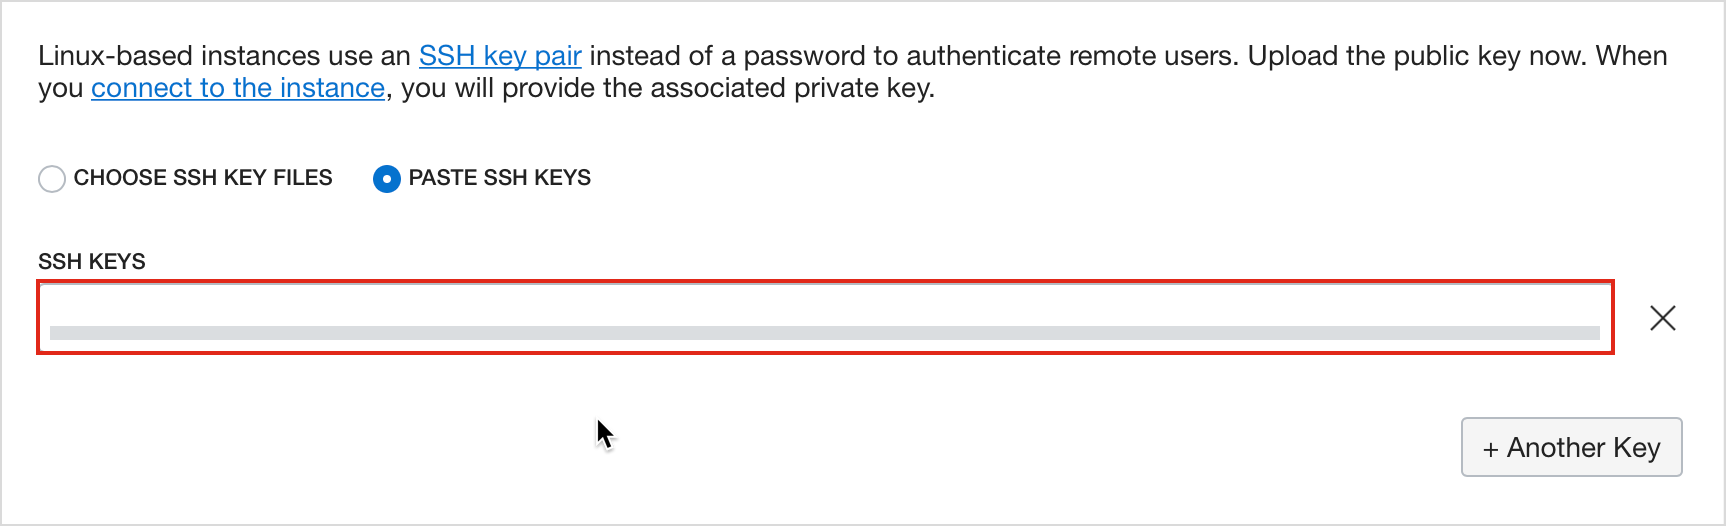 Linux-based instances use an SSH key pair instead of a password to authenticate remote users. Upload the public key now. When
you connect to the instance, you will provide the associated private key.
CHOOSE SSH KEY FILES PASTE SSH KEYS
SSH KEYS
+ Another Key